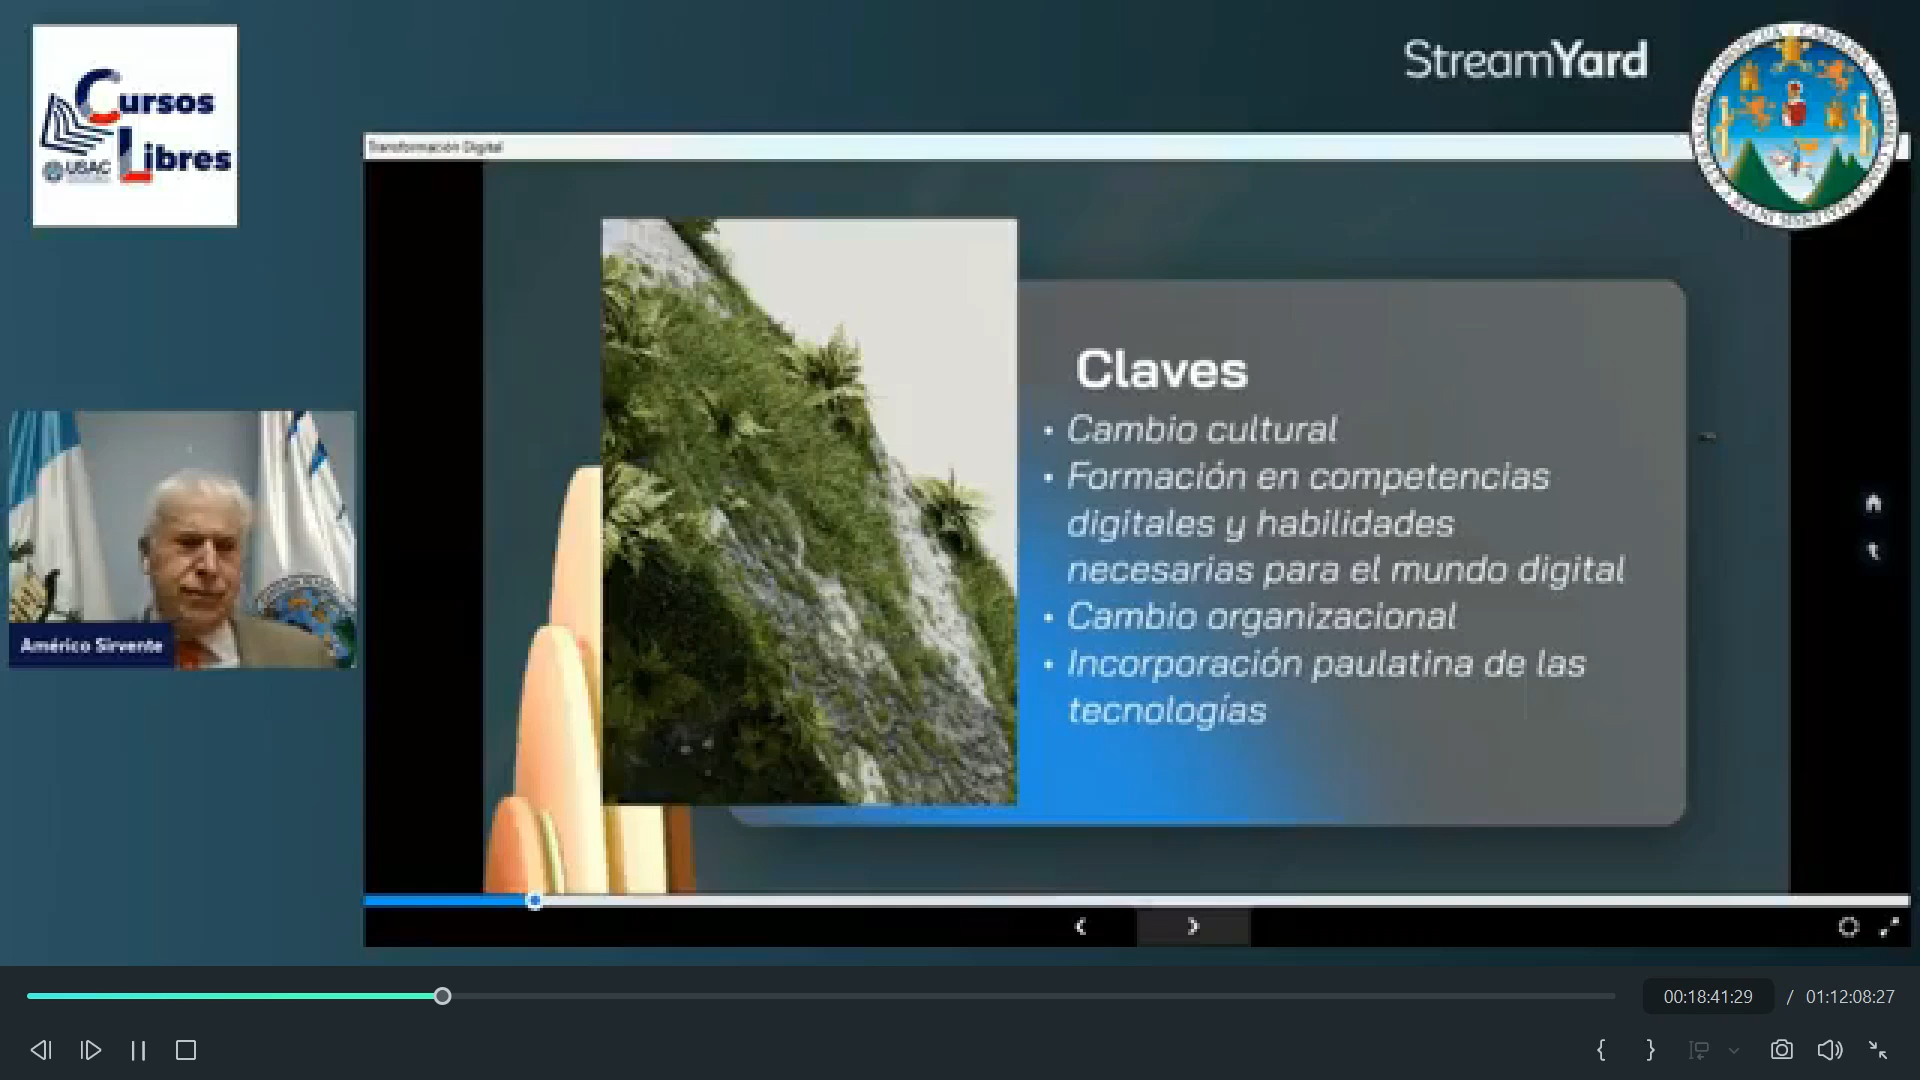 Cursos
Libres
USAC
StreamYard
Transformación Digital
Claves
• Cambio cultural
• Formación en competencias
digitales y habilidades
necesarias para el mundo digital
• Cambio organizacional
• Incorporación paulatina de las
tecnologías
Américo Sirvente
00:18:41:29 / 01:12:08:27